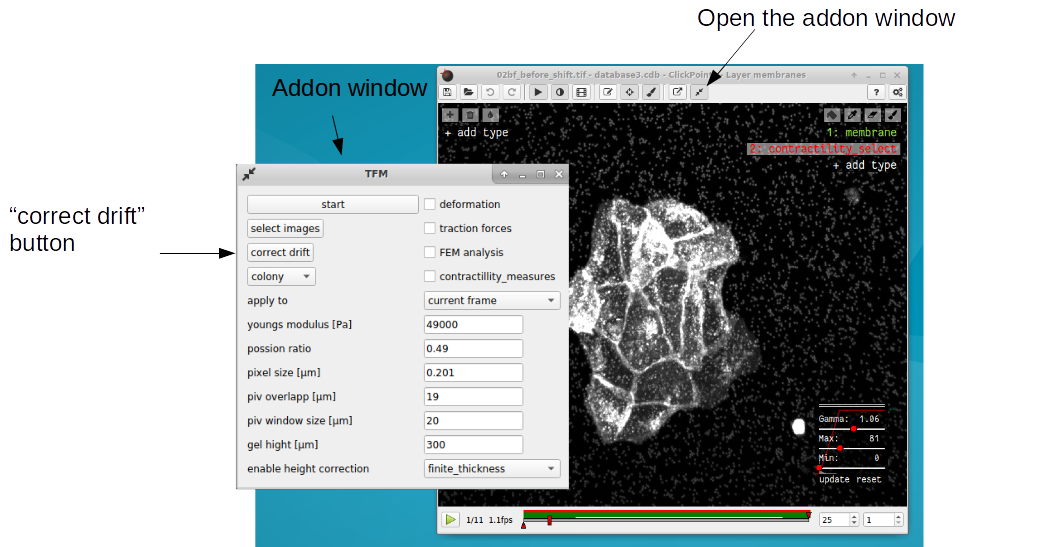 Open the addon window
Addon window
02bf_before_shift.tif - database3.cdb - ClickPoints - Layer membranes
?
+ add type
1: membrane
2: contractility_select
+ add type
TFM
“correct drift”
button
start
deformation
select images
traction forces
correct drift
FEM analysis
colony
contractillity_measures
apply to
current frame
youngs modulus [Pa]
49000
possion ratio
0.49
pixel size [µm]
0.201
piv overlapp [µm]
19
piv window size [µm]
20
gel hight [µm]
300
enable height correction
finite_thickness
Gamma: 1.06
Max: 81
Min: 0
update reset
1/11 1.1fps
25
1